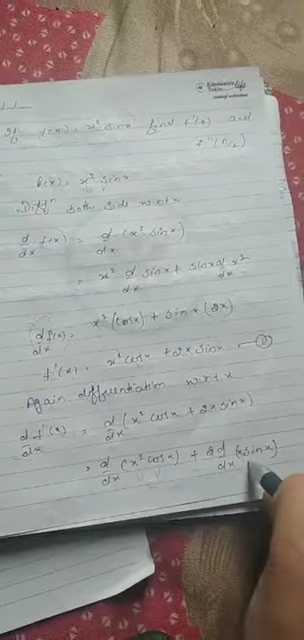 If f(x) = x² sinx find f'(x) and
f''(π/2)
f(x) = x² sinx
Diffn both side w.r.t x
d/dx f(x) = d/dx (x² sinx)
= x² d/dx sinx + sinx d/dx x²
d/dx f(x) = x² (cosx) + sinx (2x)
f'(x) = x² cosx + 2x sinx
Again differentiation w.r.t x
d/dx f'(x) = d/dx (x² cosx + 2x sinx)
= d/dx (x² cosx) + 2 d/dx (x sinx)